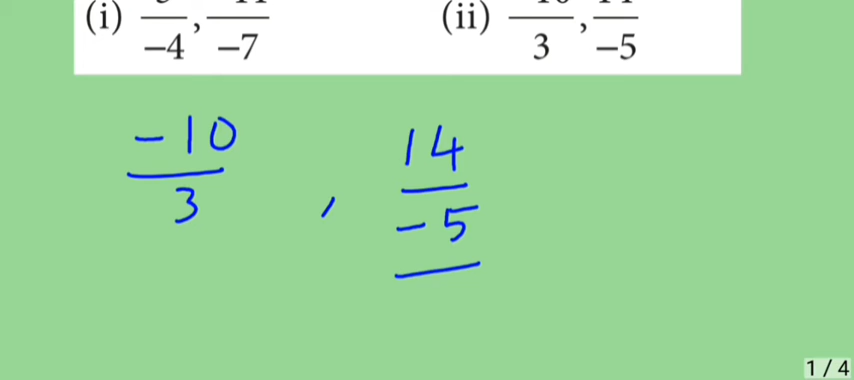 (i) —/−4 , —/−7 (ii) —/3 , —/−5
−10/3 , 14/−5
1 / 4